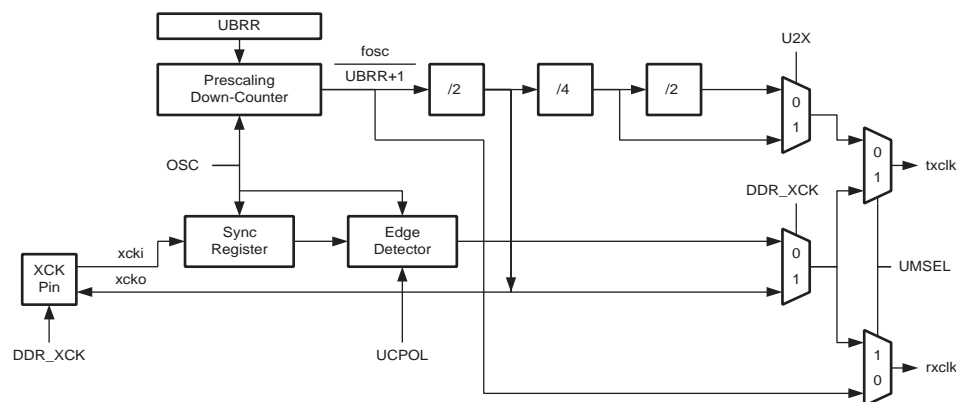 UBRR
fosc
UBRR+1
U2X
Prescaling
Down-Counter
/2
/4
/2
0
1
OSC
0
1
txclk
DDR_XCK
Sync
Register
Edge
Detector
0
1
xcki
xcko
XCK
Pin
UMSEL
DDR_XCK
UCPOL
1
0
rxclk